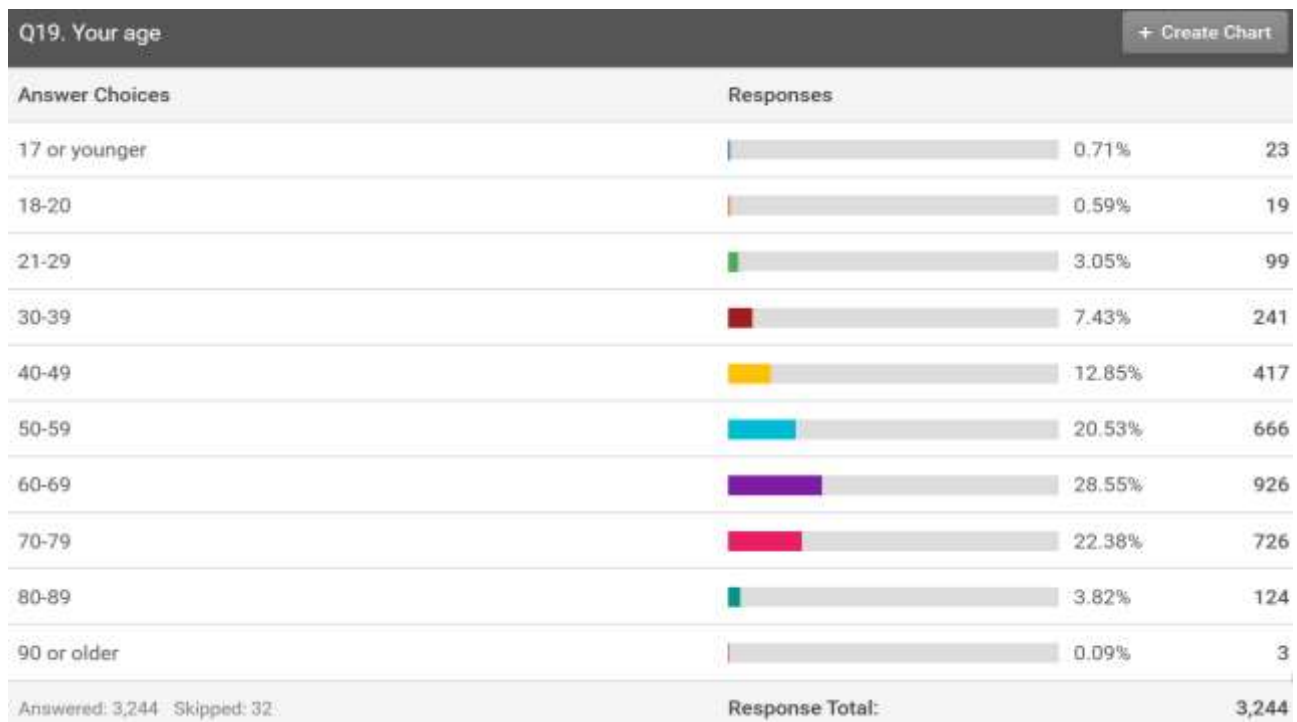 Q19. Your age + Create Chart
Answer Choices Responses
17 or younger 0.71% 23
18-20 0.59% 19
21-29 3.05% 99
30-39 7.43% 241
40-49 12.85% 417
50-59 20.53% 666
60-69 28.55% 926
70-79 22.38% 726
80-89 3.82% 124
90 or older 0.09% 3
Answered: 3,244 Skipped: 32 Response Total: 3,244